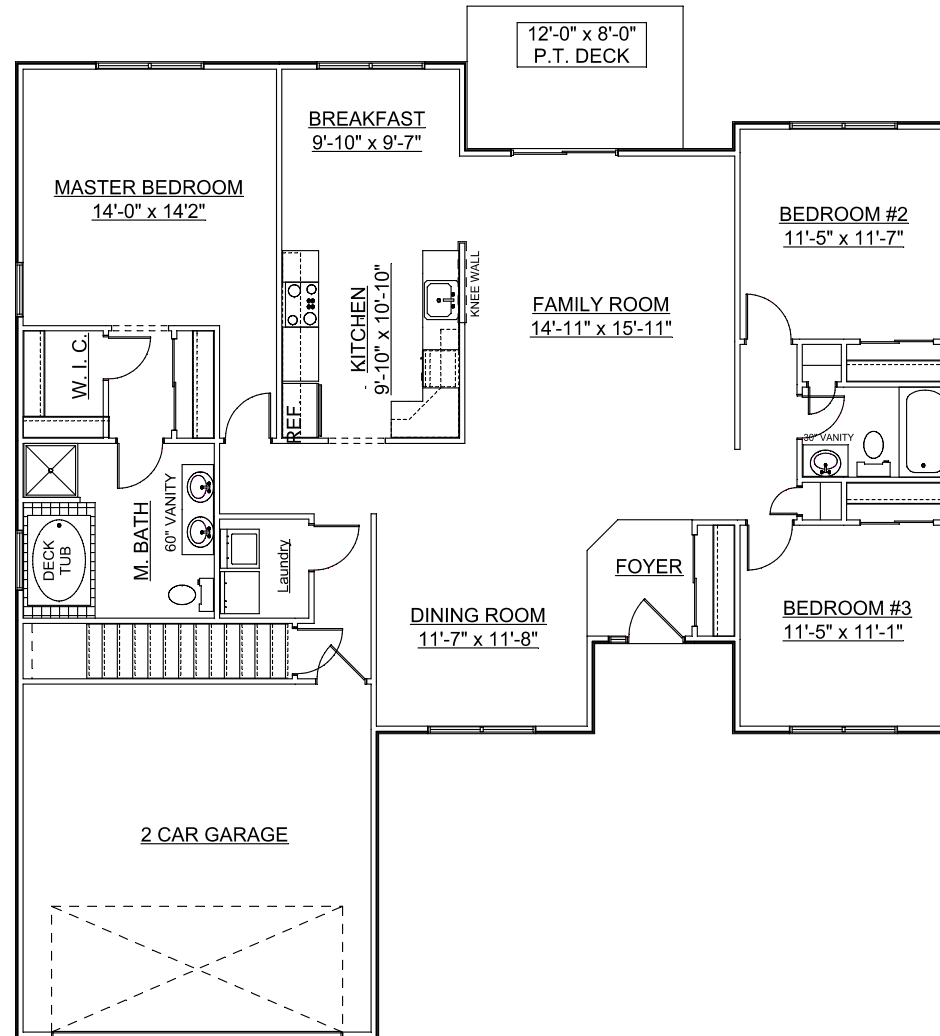 12'-0" x 8'-0"
P.T. DECK
BREAKFAST
9'-10" x 9'-7"
MASTER BEDROOM
14'-0" x 14'2"
BEDROOM #2
11'-5" x 11'-7"
KITCHEN
9'-10" x 10'-10"
KNEE WALL
FAMILY ROOM
14'-11" x 15'-11"
W. I. C.
REF.
30" VANITY
60" VANITY
M. BATH
DECK
TUB
Laundry
FOYER
DINING ROOM
11'-7" x 11'-8"
BEDROOM #3
11'-5" x 11'-1"
2 CAR GARAGE